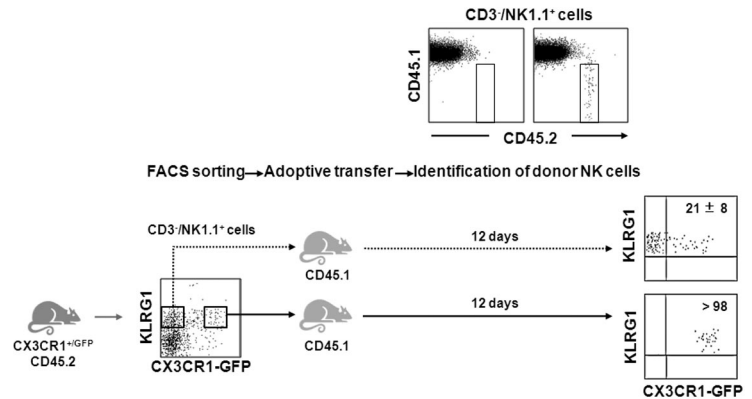 CD3⁻/NK1.1⁺ cells
CD45.1
CD45.2
FACS sorting→Adoptive transfer→Identification of donor NK cells
CD3⁻/NK1.1⁺ cells
12 days
21 ± 8
KLRG1
CD45.1
12 days
> 98
KLRG1
KLRG1
CD45.1
CX3CR1⁺/ᴳᶠᴾ
CD45.2
CX3CR1-GFP
CX3CR1-GFP